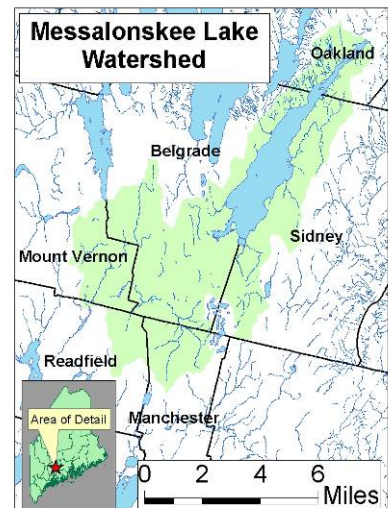 Messalonskee Lake
Watershed
Oakland
Belgrade
Sidney
Mount Vernon
Readfield
Manchester
Area of Detail
0 2 4 6
Miles